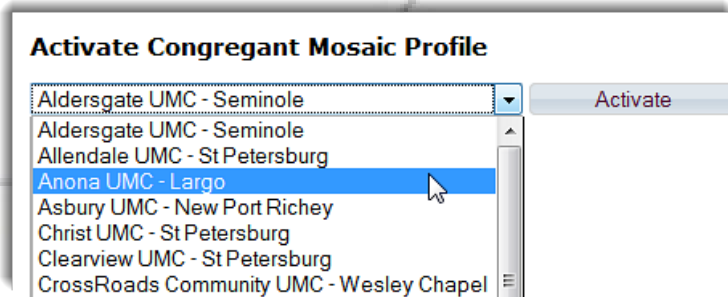 Activate Congregant Mosaic Profile
Aldersgate UMC - Seminole Activate
Aldersgate UMC - Seminole
Allendale UMC - St Petersburg
Anona UMC - Largo
Asbury UMC - New Port Richey
Christ UMC - St Petersburg
Clearview UMC - St Petersburg
CrossRoads Community UMC - Wesley Chapel